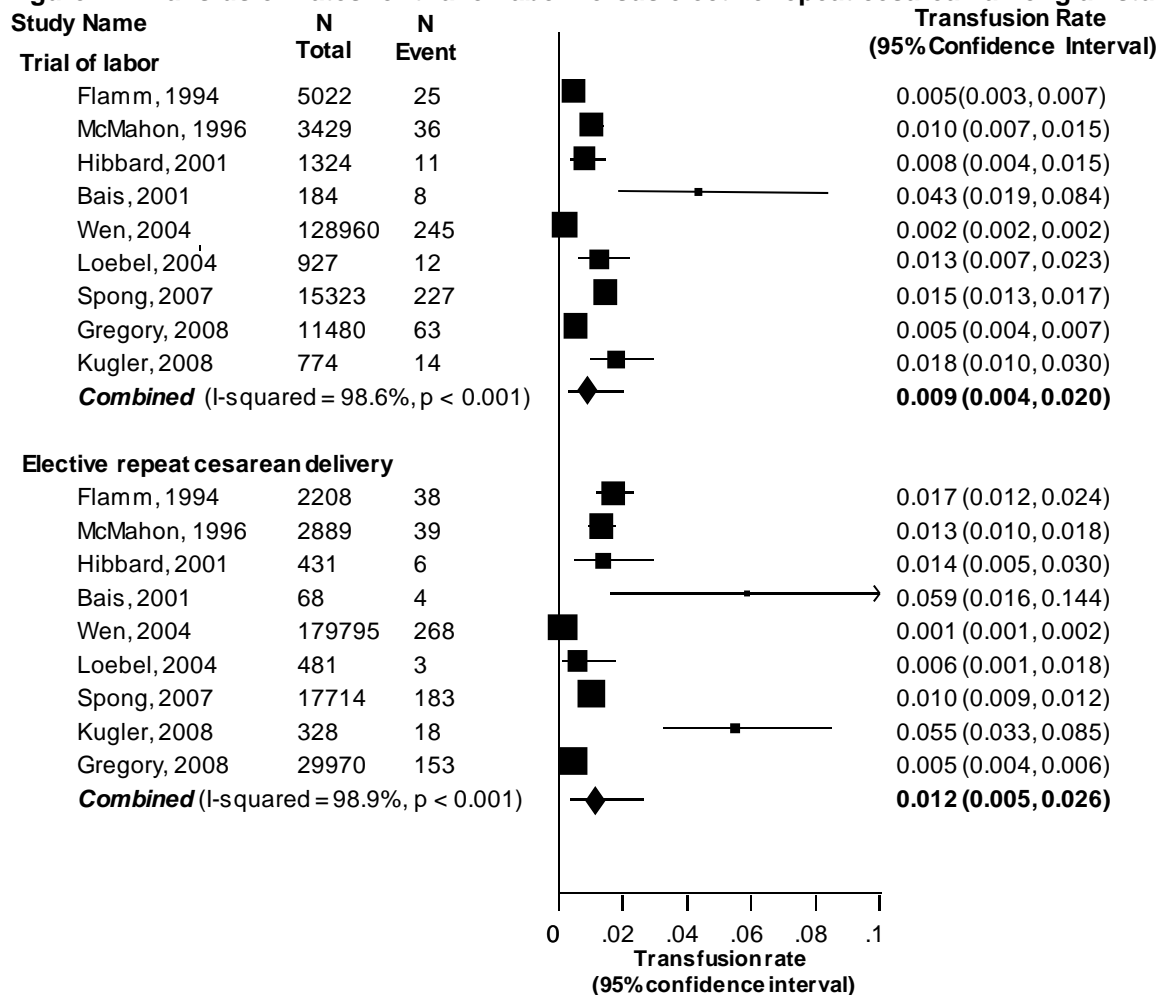 Study Name N Total N Event Transfusion Rate (95% Confidence Interval)
Trial of labor
Flamm, 1994 5022 25 0.005 (0.003, 0.007)
McMahon, 1996 3429 36 0.010 (0.007, 0.015)
Hibbard, 2001 1324 11 0.008 (0.004, 0.015)
Bais, 2001 184 8 0.043 (0.019, 0.084)
Wen, 2004 128960 245 0.002 (0.002, 0.002)
Loebel, 2004 927 12 0.013 (0.007, 0.023)
Spong, 2007 15323 227 0.015 (0.013, 0.017)
Gregory, 2008 11480 63 0.005 (0.004, 0.007)
Kugler, 2008 774 14 0.018 (0.010, 0.030)
Combined (I-squared = 98.6%, p < 0.001) 0.009 (0.004, 0.020)
Elective repeat cesarean delivery
Flamm, 1994 2208 38 0.017 (0.012, 0.024)
McMahon, 1996 2889 39 0.013 (0.010, 0.018)
Hibbard, 2001 431 6 0.014 (0.005, 0.030)
Bais, 2001 68 4 0.059 (0.016, 0.144)
Wen, 2004 179795 268 0.001 (0.001, 0.002)
Loebel, 2004 481 3 0.006 (0.001, 0.018)
Spong, 2007 17714 183 0.010 (0.009, 0.012)
Kugler, 2008 328 18 0.055 (0.033, 0.085)
Gregory, 2008 29970 153 0.005 (0.004, 0.006)
Combined (I-squared = 98.9%, p < 0.001) 0.012 (0.005, 0.026)
0 .02 .04 .06 .08 .1
Transfusion rate
(95% confidence interval)